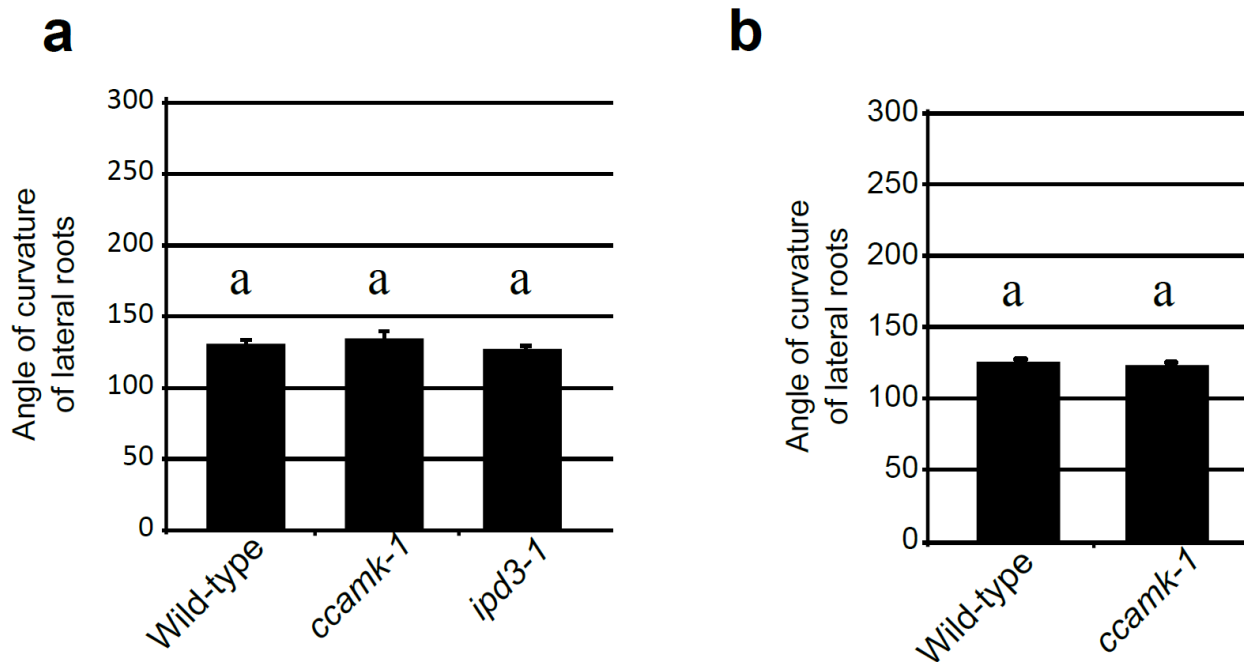 a
300
250
200
150
100
50
0
Angle of curvature
of lateral roots
a a a
Wild-type
ccamk-1
ipd3-1
b
300
250
200
150
100
50
0
Angle of curvature
of lateral roots
a a
Wild-type
ccamk-1